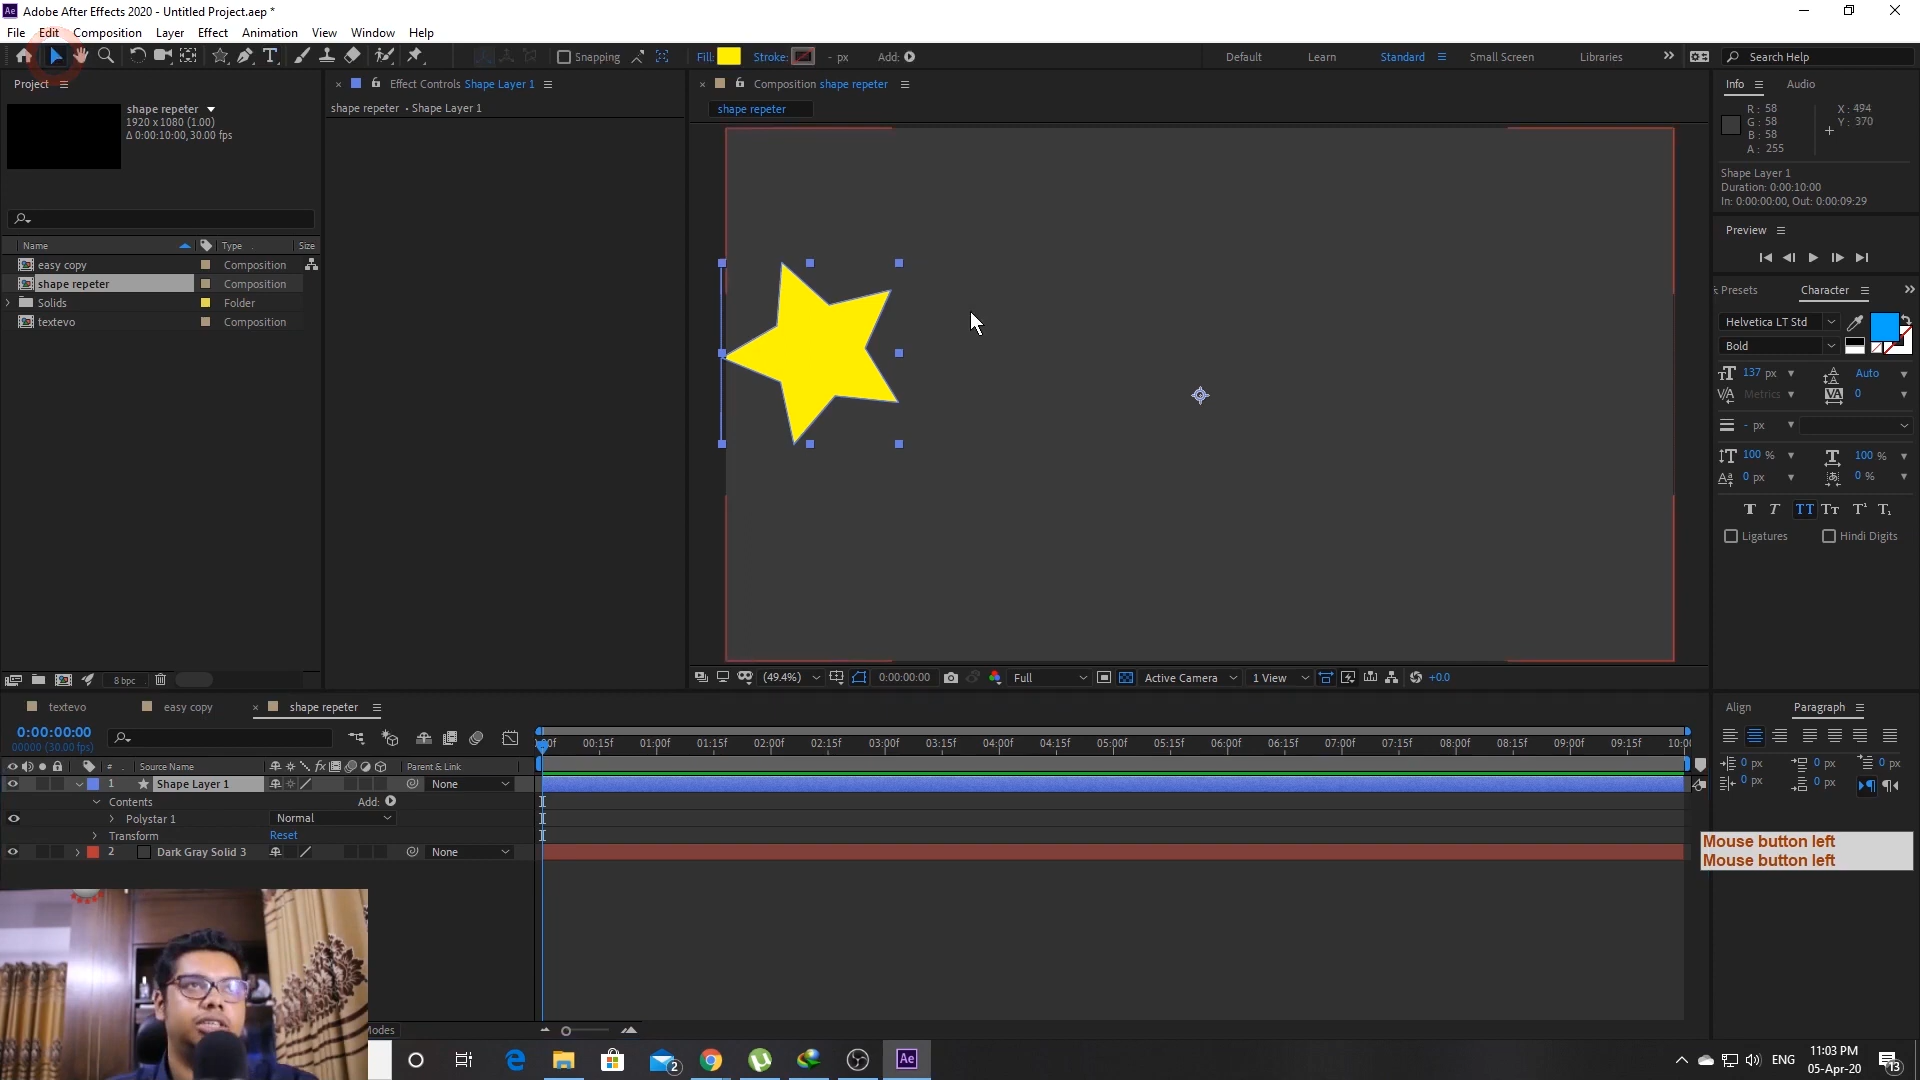 Ae Adobe After Effects 2020 - Untitled Project.aep *
File Edit Composition Layer Effect Animation View Window Help
Snapping Fill: Stroke: - px Add: Default Learn Standard Small Screen Libraries Search Help
Project
Effect Controls Shape Layer 1
Composition shape repeter
Info Audio
shape repeter
1920 x 1080 (1.00)
Δ 0:00:10:00, 30.00 fps
shape repeter • Shape Layer 1
shape repeter
R : 58
G : 58
B : 58
A : 255
X : 494
Y : 370
Shape Layer 1
Duration: 0:00:10:00
In: 0:00:00:00, Out: 0:00:09:29
Name Type Size
easy copy Composition
shape repeter Composition
Solids Folder
textevo Composition
Preview
Presets Character
Helvetica LT Std
Bold
137 px Auto
Metrics 0
- px
100 % 100 %
0 px 0 %
T T TT Tт T¹ T₁
Ligatures Hindi Digits
8 bpc
(49.4%) 0:00:00:00 Full Active Camera 1 View +0.0
textevo easy copy shape repeter
Align Paragraph
0:00:00:00
00000 (30.00 fps)
00:15f 01:00f 01:15f 02:00f 02:15f 03:00f 03:15f 04:00f 04:15f 05:00f 05:15f 06:00f 06:15f 07:00f 07:15f 08:00f 08:15f 09:00f 09:15f
# Source Name fx Parent & Link
1 Shape Layer 1 None
Contents Add:
Polystar 1 Normal
Transform Reset
2 Dark Gray Solid 3 None
0 px 0 px 0 px
0 px 0 px
Mouse button left
Mouse button left
2
Ae
ENG
11:03 PM
05-Apr-20
13